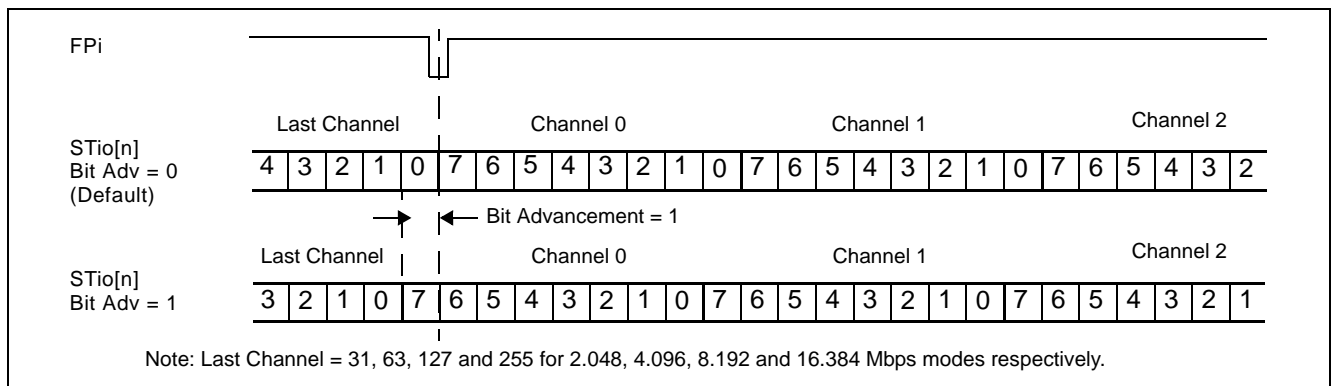 FPi
Last Channel Channel 0 Channel 1 Channel 2
STio[n]
Bit Adv = 0
(Default)
4 3 2 1 0 7 6 5 4 3 2 1 0 7 6 5 4 3 2 1 0 7 6 5 4 3 2
Bit Advancement = 1
Last Channel Channel 0 Channel 1 Channel 2
STio[n]
Bit Adv = 1
3 2 1 0 7 6 5 4 3 2 1 0 7 6 5 4 3 2 1 0 7 6 5 4 3 2 1
Note: Last Channel = 31, 63, 127 and 255 for 2.048, 4.096, 8.192 and 16.384 Mbps modes respectively.